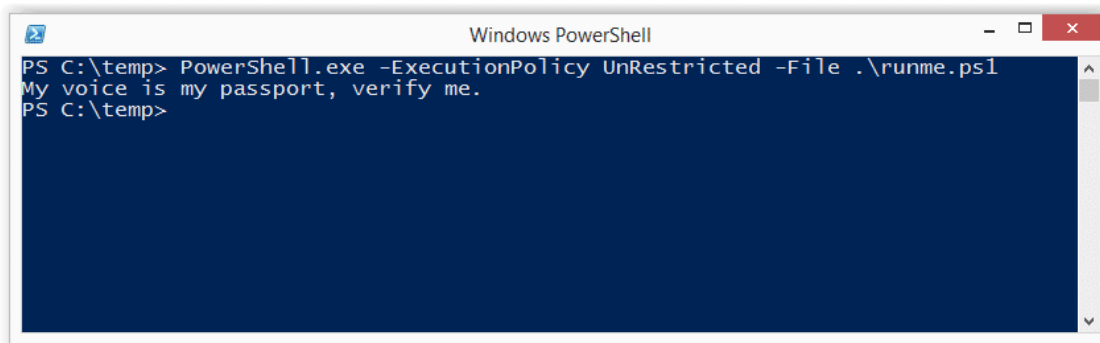 Windows PowerShell
PS C:\temp> PowerShell.exe -ExecutionPolicy UnRestricted -File .\runme.ps1
My voice is my passport, verify me.
PS C:\temp>